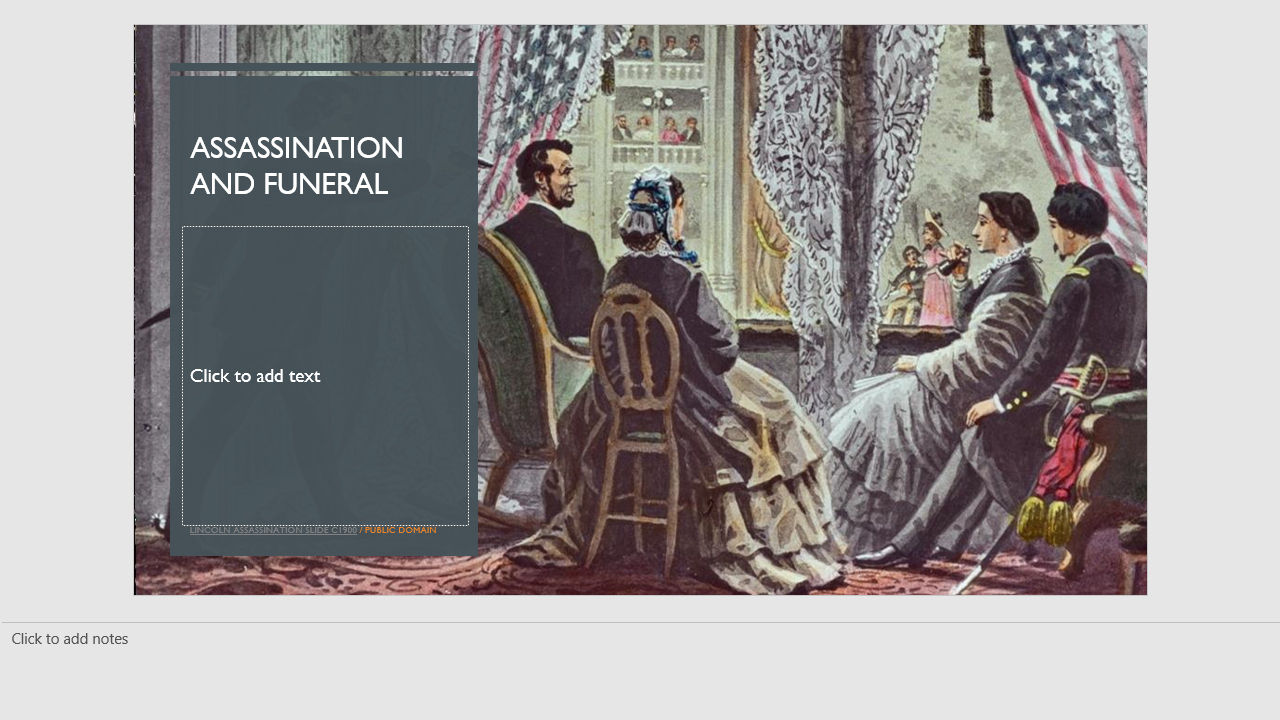 ASSASSINATION
AND FUNERAL
Click to add text
LINCOLN ASSASSINATION SLIDE C1900 / PUBLIC DOMAIN
Click to add notes